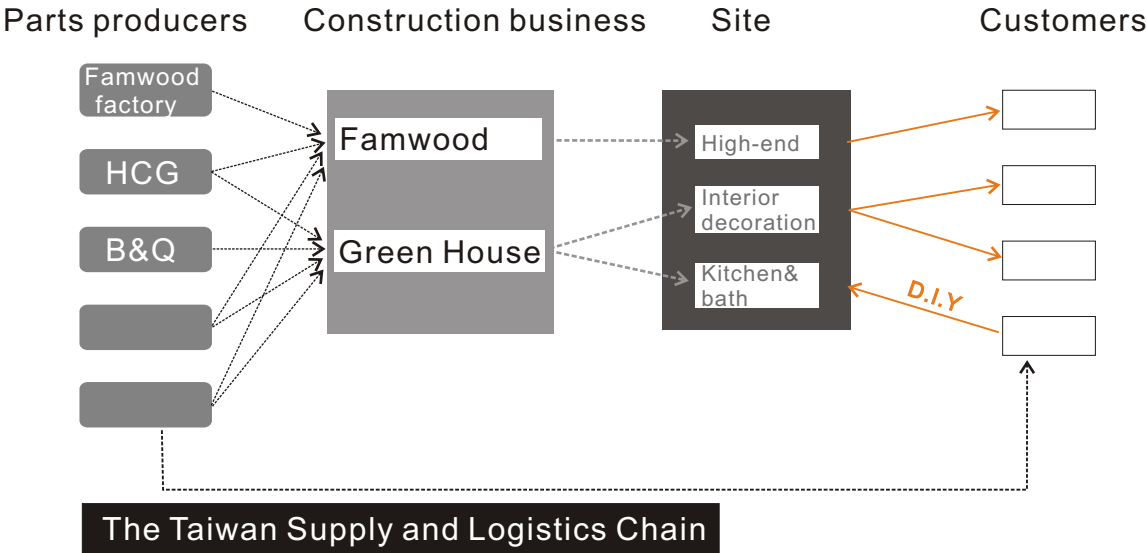 Parts producers
Construction business
Site
Customers
Famwood
factory
HCG
B&Q
Famwood
Green House
High-end
Interior
decoration
Kitchen&
bath
D.I.Y
The Taiwan Supply and Logistics Chain